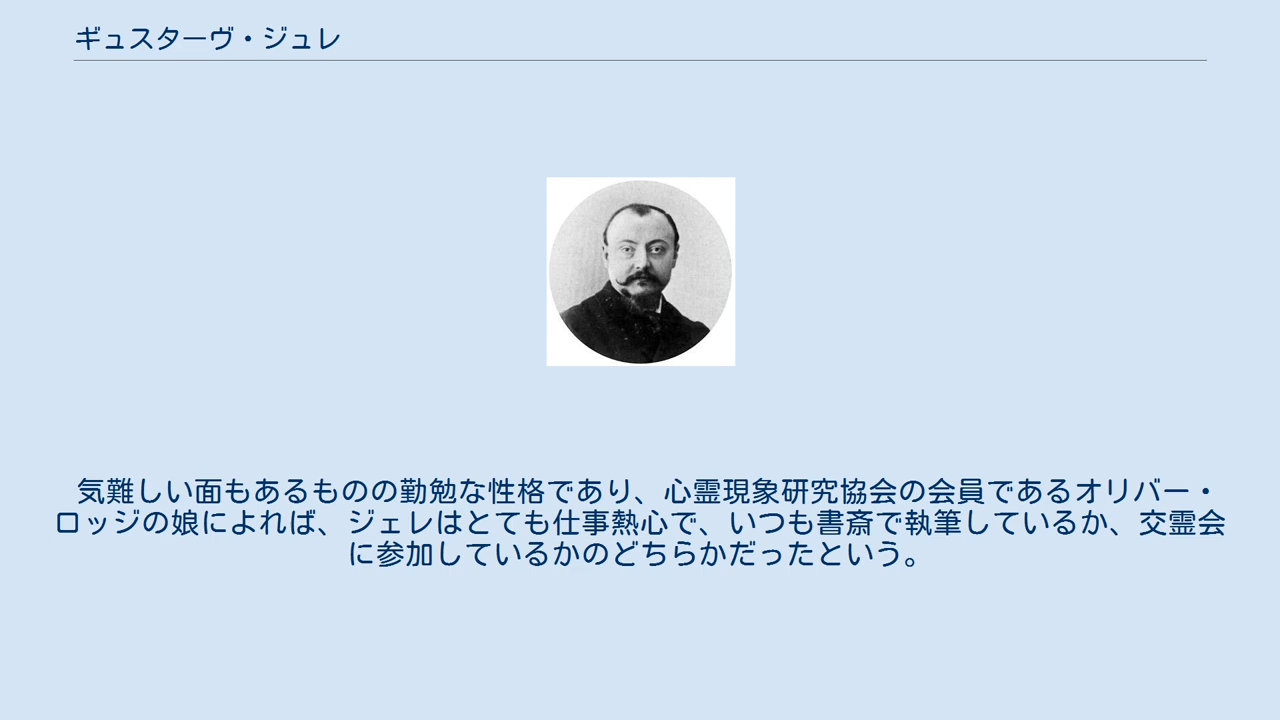 ギュスターヴ・ジュレ
気難しい面もあるものの勤勉な性格であり、心霊現象研究協会の会員であるオリバー・
ロッジの娘によれば、ジェレはとても仕事熱心で、いつも書斎で執筆しているか、交霊会
に参加しているかのどちらかだったという。